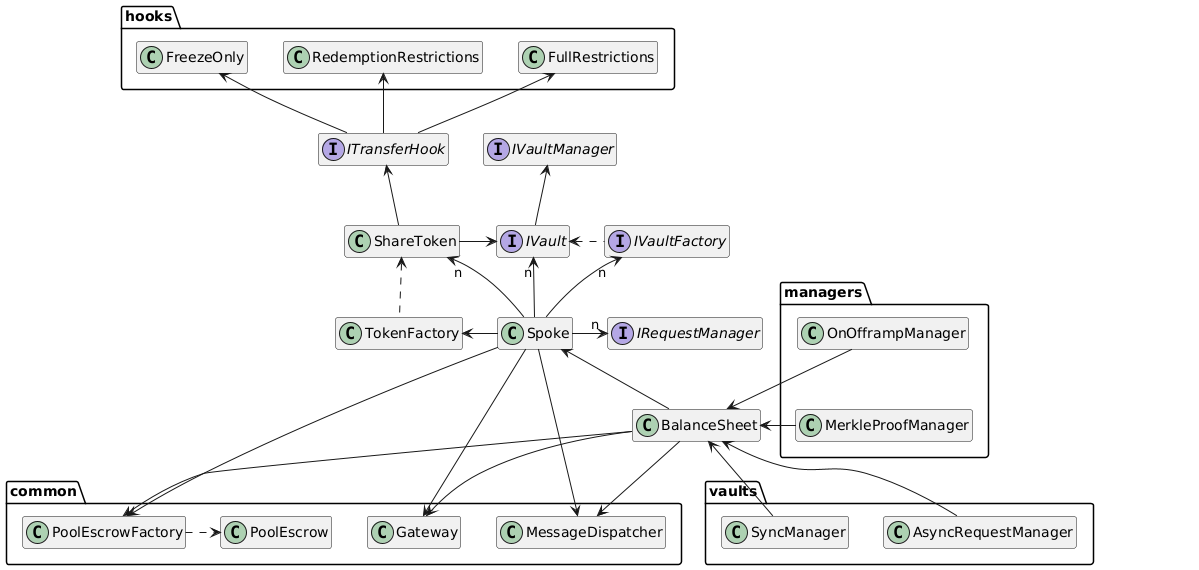 hooks
C FreezeOnly
C RedemptionRestrictions
C FullRestrictions
I ITransferHook
I IVaultManager
C ShareToken
I IVault
I IVaultFactory
n
n
n
managers
C OnOfframpManager
C TokenFactory
C Spoke
n
I IRequestManager
C BalanceSheet
C MerkleProofManager
common
C PoolEscrowFactory
C PoolEscrow
C Gateway
C MessageDispatcher
vaults
C SyncManager
C AsyncRequestManager